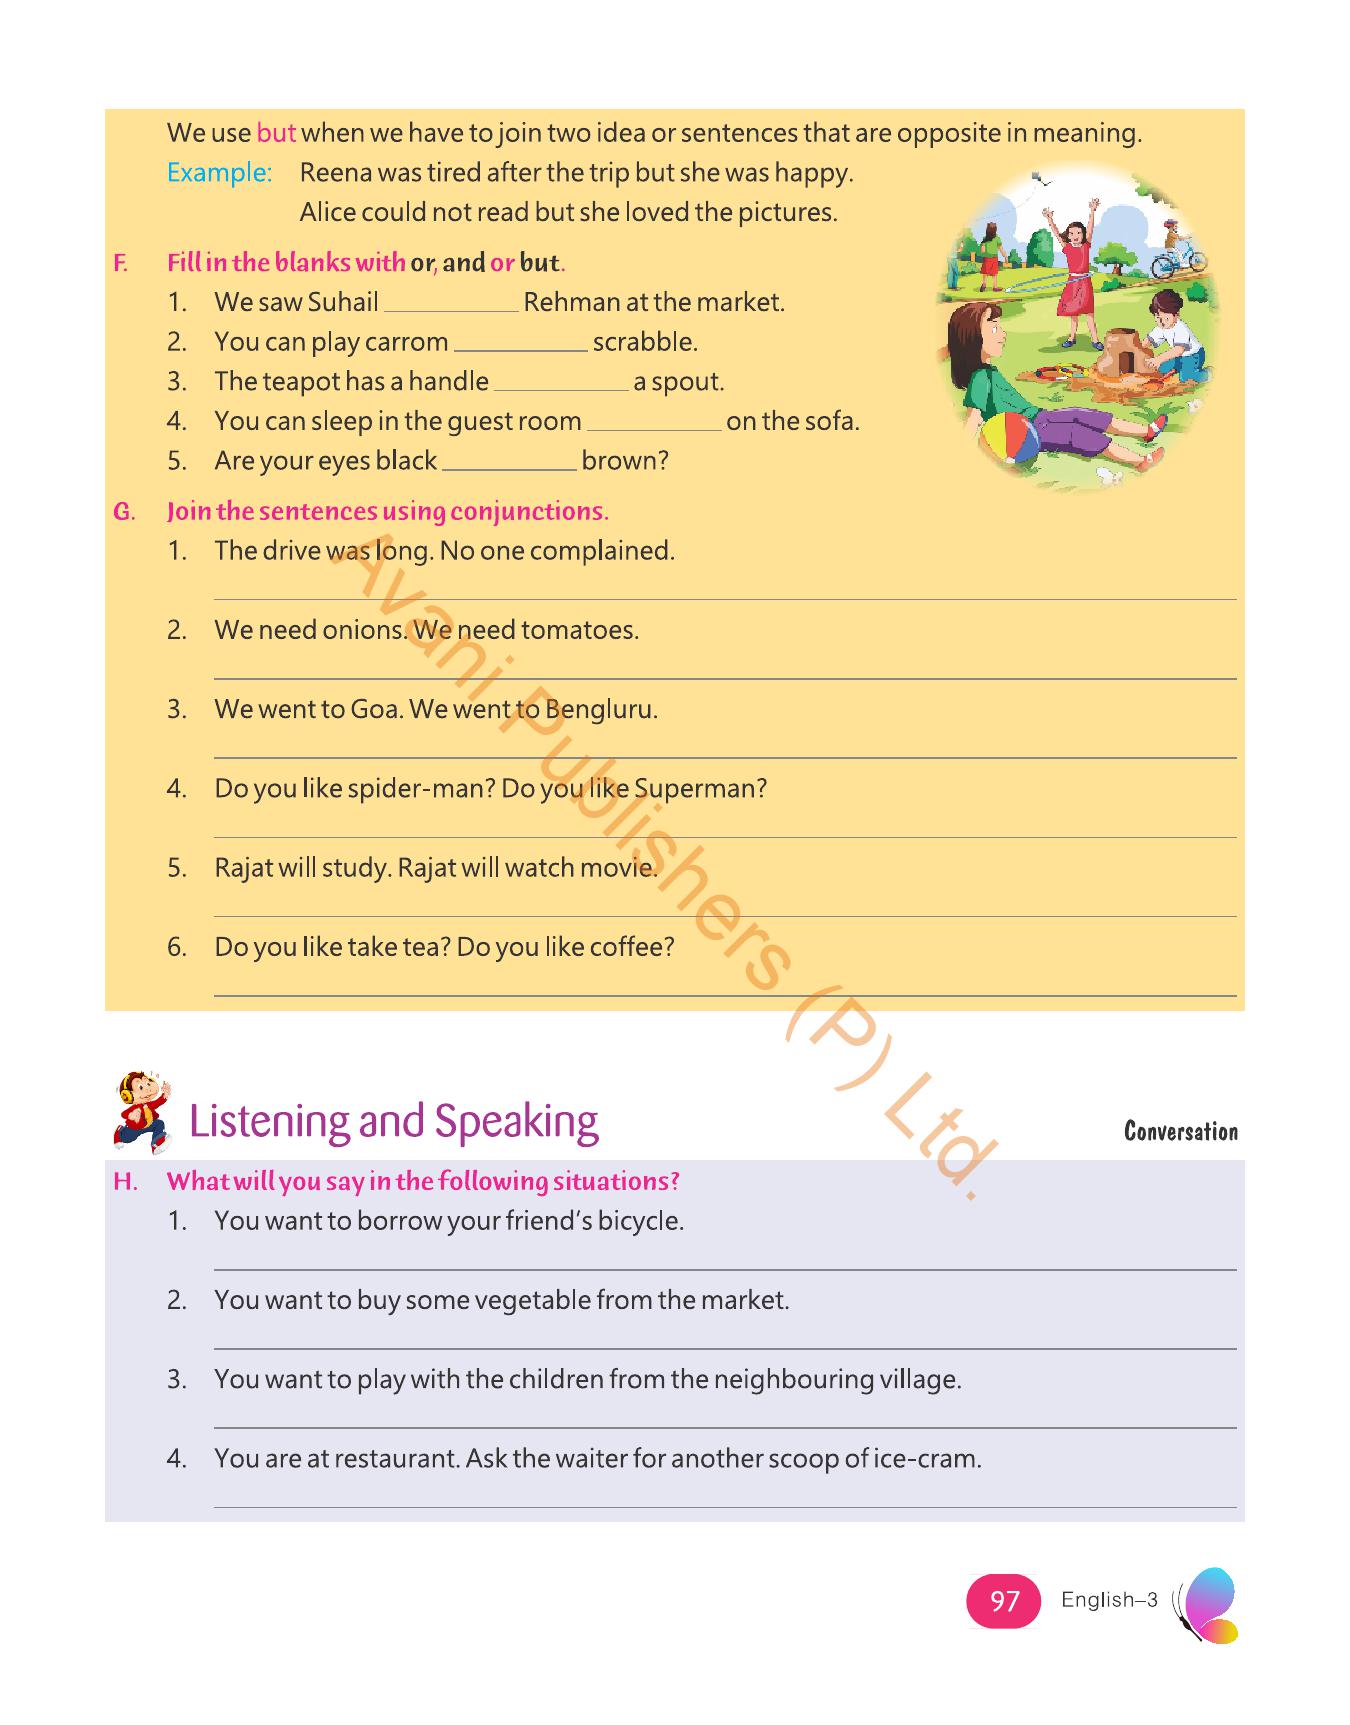 We use but when we have to join two idea or sentences that are opposite in meaning.
Example: Reena was tired after the trip but she was happy.
Alice could not read but she loved the pictures.
F. Fill in the blanks with or, and or but.
1. We saw Suhail __________ Rehman at the market.
2. You can play carrom __________ scrabble.
3. The teapot has a handle __________ a spout.
4. You can sleep in the guest room __________ on the sofa.
5. Are your eyes black __________ brown?
G. Join the sentences using conjunctions.
1. The drive was long. No one complained.
2. We need onions. We need tomatoes.
3. We went to Goa. We went to Bengluru.
4. Do you like spider-man? Do you like Superman?
5. Rajat will study. Rajat will watch movie.
6. Do you like take tea? Do you like coffee?
Avani Publishers (P) Ltd.
Listening and Speaking
Conversation
H. What will you say in the following situations?
1. You want to borrow your friend's bicycle.
2. You want to buy some vegetable from the market.
3. You want to play with the children from the neighbouring village.
4. You are at restaurant. Ask the waiter for another scoop of ice-cram.
97 English–3